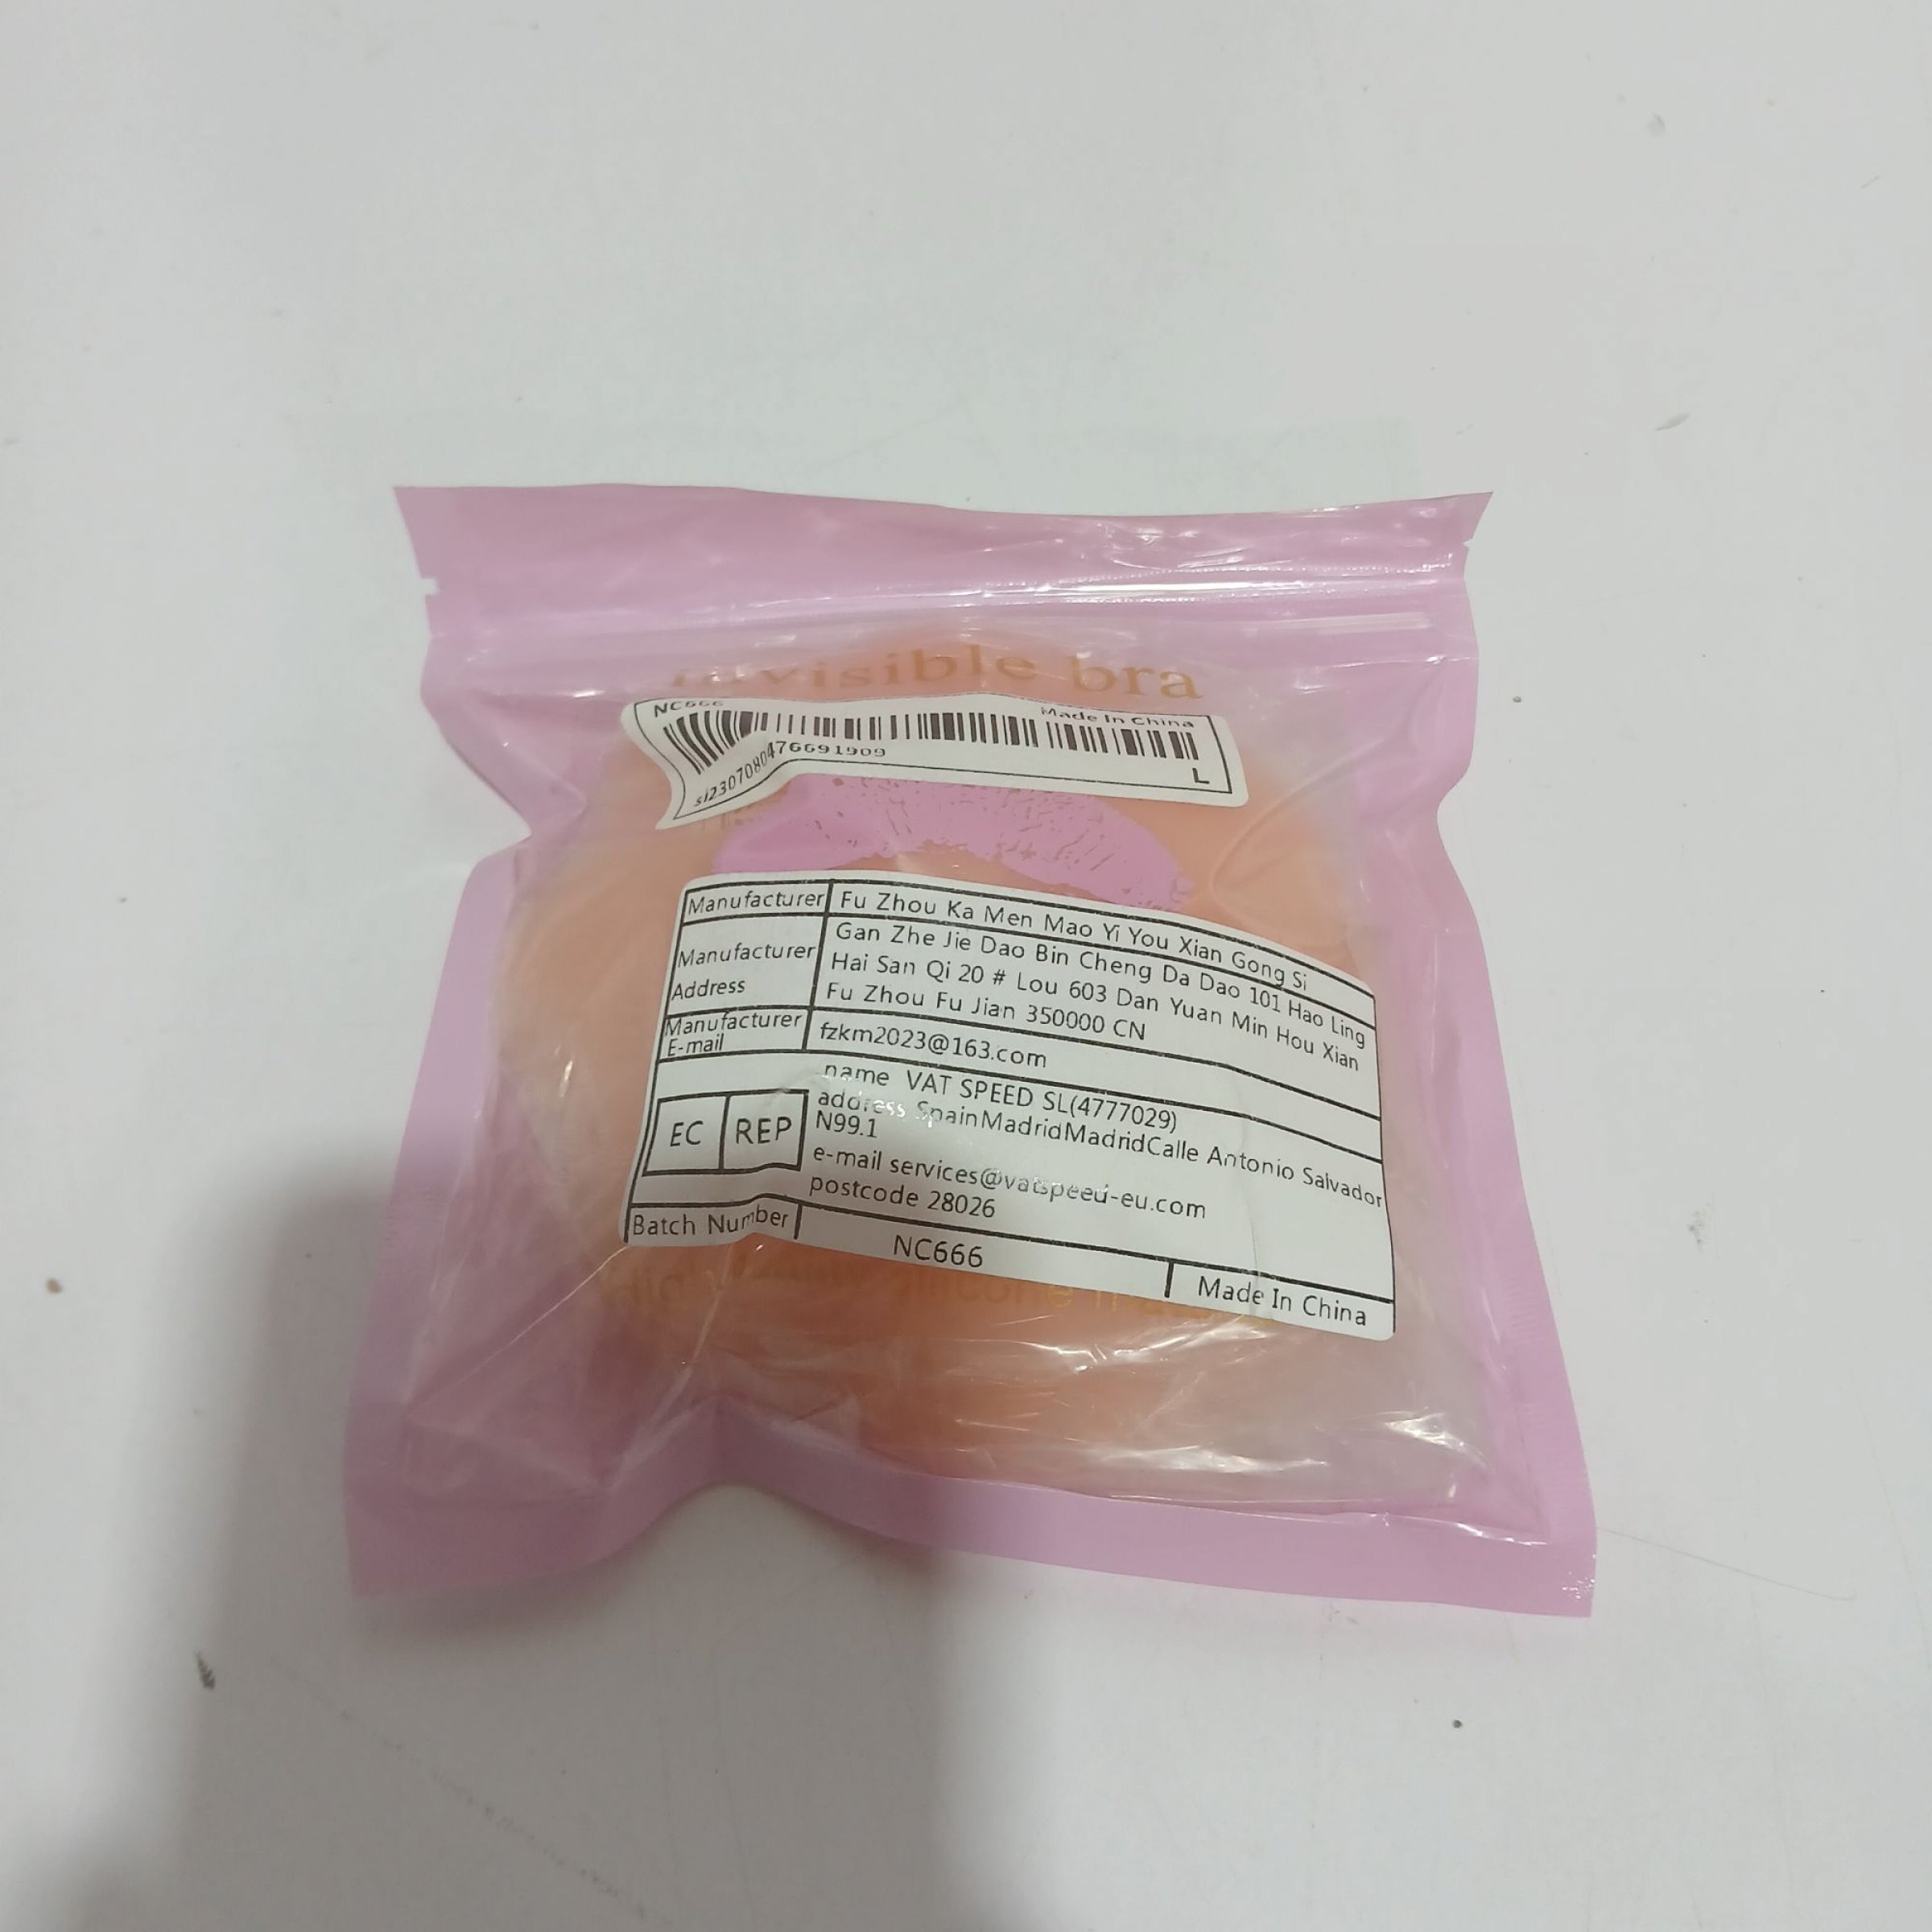 invisible bra
NC666 Made In China
si2307080476691909
L
Manufacturer Fu Zhou Ka Men Mao Yi You Xian Gong Si
Manufacturer Address
Gan Zhe Jie Dao Bin Cheng Da Dao 101 Hao Ling
Hai San Qi 20 # Lou 603 Dan Yuan Min Hou Xian
Fu Zhou Fu Jian 350000 CN
Manufacturer E-mail fzkm2023@163.com
EC REP
name VAT SPEED SL(4777029)
address SpainMadridMadridCalle Antonio Salvador
N99.1
e-mail services@vatspeed-eu.com
postcode 28026
Batch Number NC666 Made In China
silicone